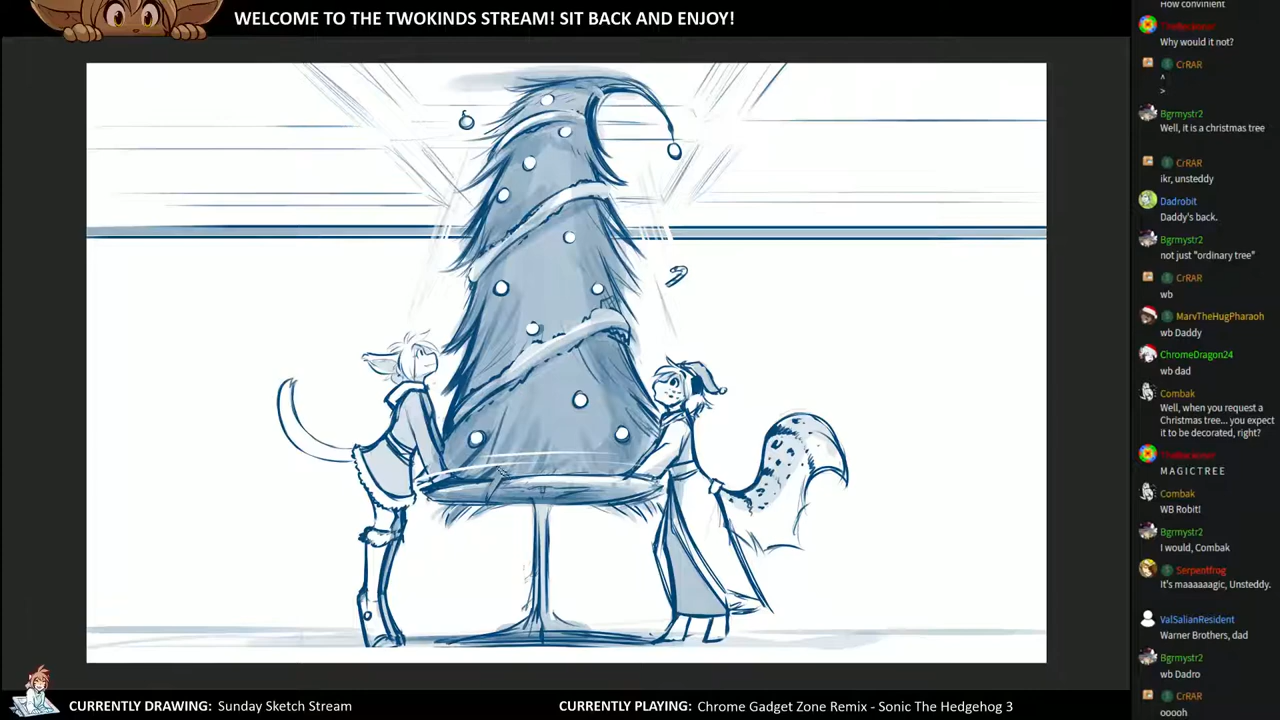 WELCOME TO THE TWOKINDS STREAM! SIT BACK AND ENJOY!
How convinient
Why would it not?
CrRAR
^
>
Bgrmystr2
Well, it is a christmas tree
CrRAR
ikr, unsteddy
Dadrobit
Daddy's back.
Bgrmystr2
not just "ordinary tree"
CrRAR
wb
MarvTheHugPharaoh
wb Daddy
ChromeDragon24
wb dad
Combak
Well, when you request a
Christmas tree... you expect
it to be decorated, right?
M A G I C T R E E
Combak
WB Robit!
Bgrmystr2
I would, Combak
Serpentfrog
It's maaaaaagic, Unsteddy.
ValSalianResident
Warner Brothers, dad
Bgrmystr2
wb Dadro
CrRAR
ooooh
CURRENTLY DRAWING: Sunday Sketch Stream
CURRENTLY PLAYING: Chrome Gadget Zone Remix - Sonic The Hedgehog 3